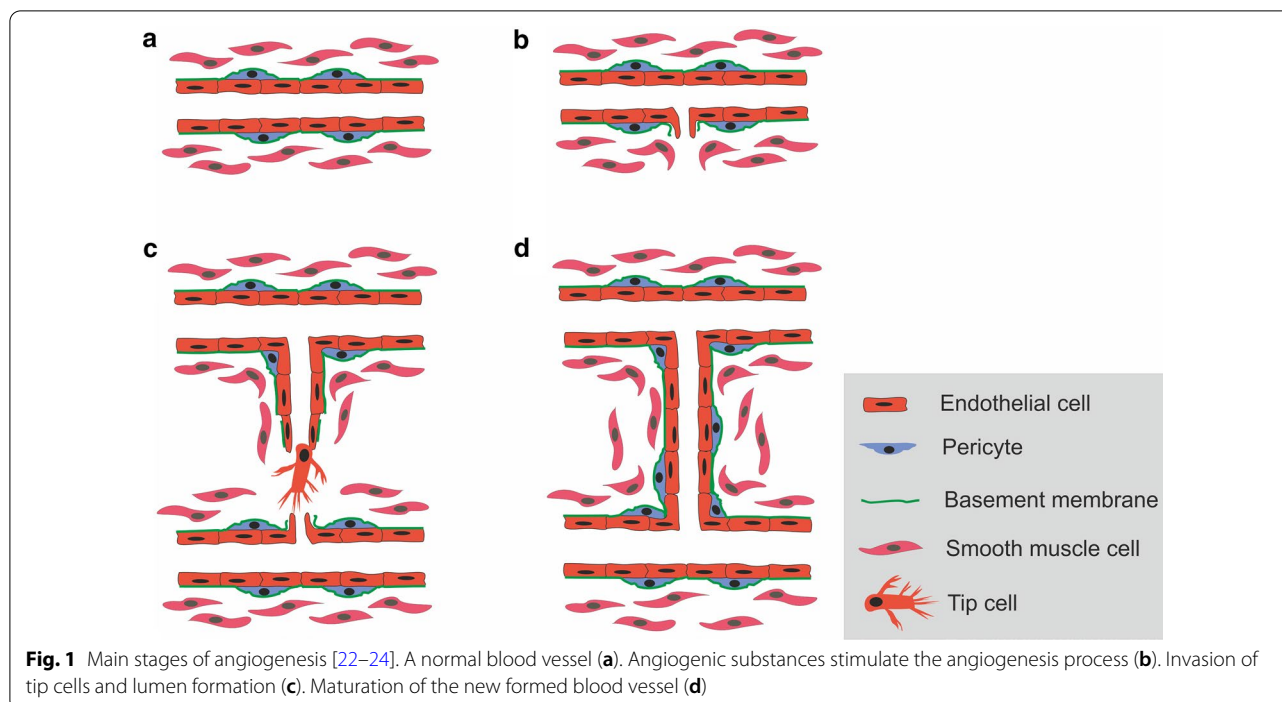 a
b
c
d
Endothelial cell
Pericyte
Basement membrane
Smooth muscle cell
Tip cell
Fig. 1 Main stages of angiogenesis [22–24]. A normal blood vessel (a). Angiogenic substances stimulate the angiogenesis process (b). Invasion of
tip cells and lumen formation (c). Maturation of the new formed blood vessel (d)